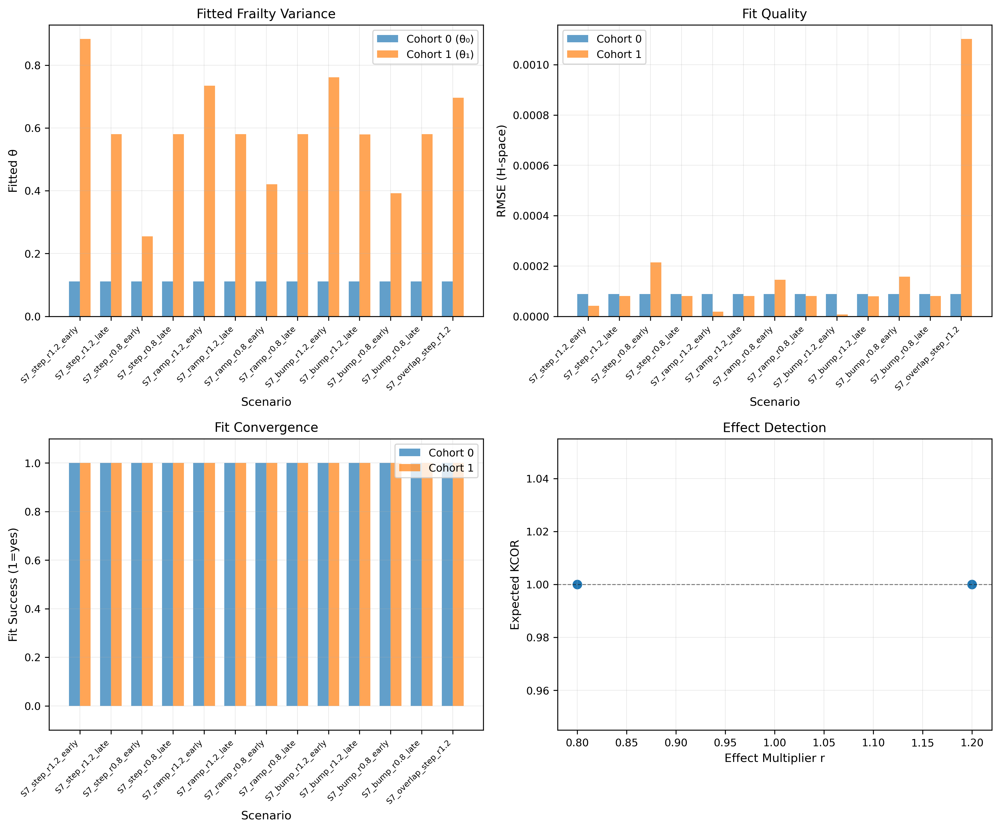 Fitted Frailty Variance
Cohort 0 (θ₀)
Cohort 1 (θ₁)
Fitted θ
0.8
0.6
0.4
0.2
0.0
S7_step_r1.2_early
S7_step_r1.2_late
S7_step_r0.8_early
S7_step_r0.8_late
S7_ramp_r1.2_early
S7_ramp_r1.2_late
S7_ramp_r0.8_early
S7_ramp_r0.8_late
S7_bump_r1.2_early
S7_bump_r1.2_late
S7_bump_r0.8_early
S7_bump_r0.8_late
S7_overlap_step_r1.2
Scenario
Fit Quality
Cohort 0
Cohort 1
RMSE (H-space)
0.0010
0.0008
0.0006
0.0004
0.0002
0.0000
S7_step_r1.2_early
S7_step_r1.2_late
S7_step_r0.8_early
S7_step_r0.8_late
S7_ramp_r1.2_early
S7_ramp_r1.2_late
S7_ramp_r0.8_early
S7_ramp_r0.8_late
S7_bump_r1.2_early
S7_bump_r1.2_late
S7_bump_r0.8_early
S7_bump_r0.8_late
S7_overlap_step_r1.2
Scenario
Fit Convergence
Cohort 0
Cohort 1
Fit Success (1=yes)
1.0
0.8
0.6
0.4
0.2
0.0
S7_step_r1.2_early
S7_step_r1.2_late
S7_step_r0.8_early
S7_step_r0.8_late
S7_ramp_r1.2_early
S7_ramp_r1.2_late
S7_ramp_r0.8_early
S7_ramp_r0.8_late
S7_bump_r1.2_early
S7_bump_r1.2_late
S7_bump_r0.8_early
S7_bump_r0.8_late
S7_overlap_step_r1.2
Scenario
Effect Detection
Expected KCOR
1.04
1.02
1.00
0.98
0.96
0.80 0.85 0.90 0.95 1.00 1.05 1.10 1.15 1.20
Effect Multiplier r